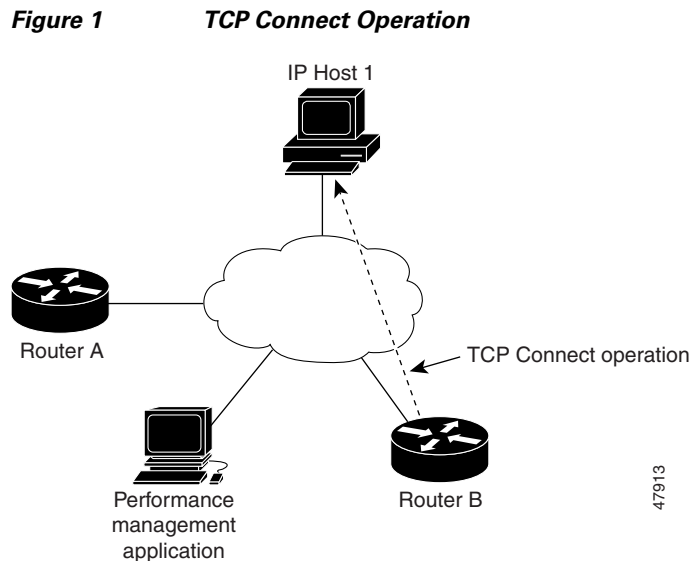 Figure 1 TCP Connect Operation
IP Host 1
Router A
TCP Connect operation
Performance
management
application
Router B
47913